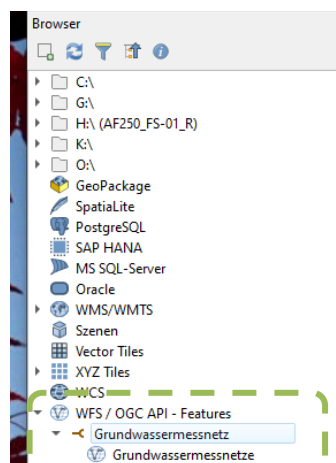 Browser
C:\
G:\
H:\ (AF250_FS-01_R)
K:\
O:\
GeoPackage
SpatiaLite
PostgreSQL
SAP HANA
MS SQL-Server
Oracle
WMS/WMTS
Szenen
Vector Tiles
XYZ Tiles
WCS
WFS / OGC API - Features
Grundwassermessnetz
Grundwassermessnetze